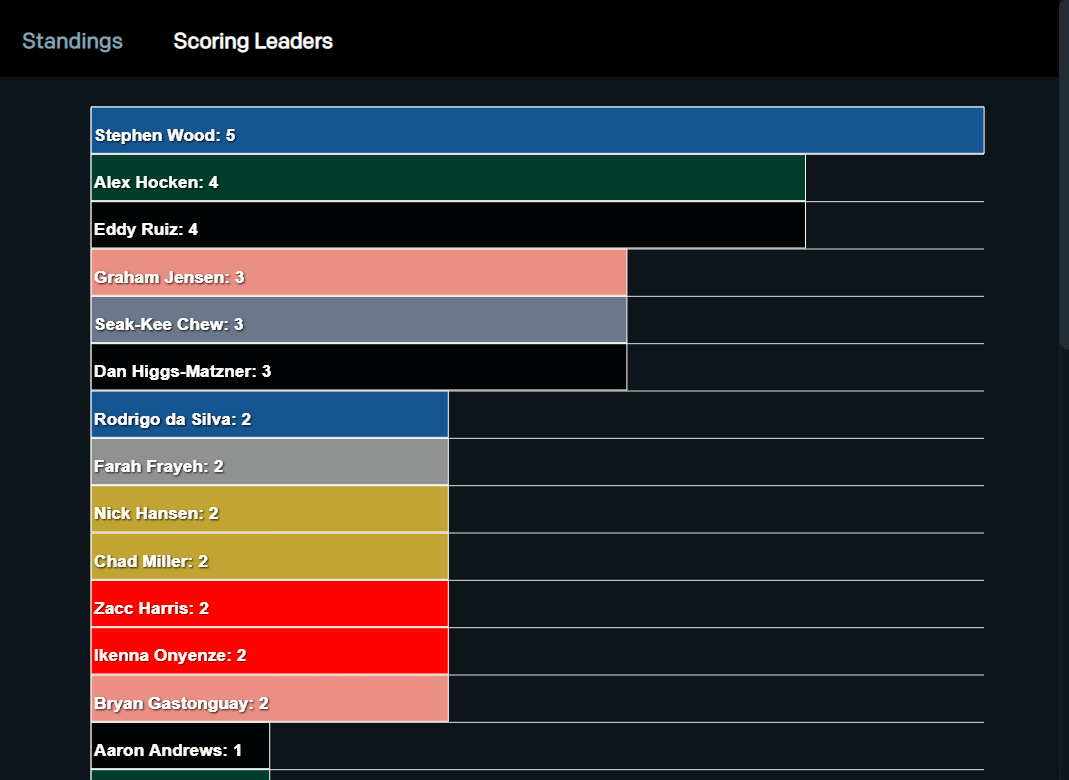 Standings Scoring Leaders
Stephen Wood: 5
Alex Hocken: 4
Eddy Ruiz: 4
Graham Jensen: 3
Seak-Kee Chew: 3
Dan Higgs-Matzner: 3
Rodrigo da Silva: 2
Farah Frayeh: 2
Nick Hansen: 2
Chad Miller: 2
Zacc Harris: 2
Ikenna Onyenze: 2
Bryan Gastonguay: 2
Aaron Andrews: 1